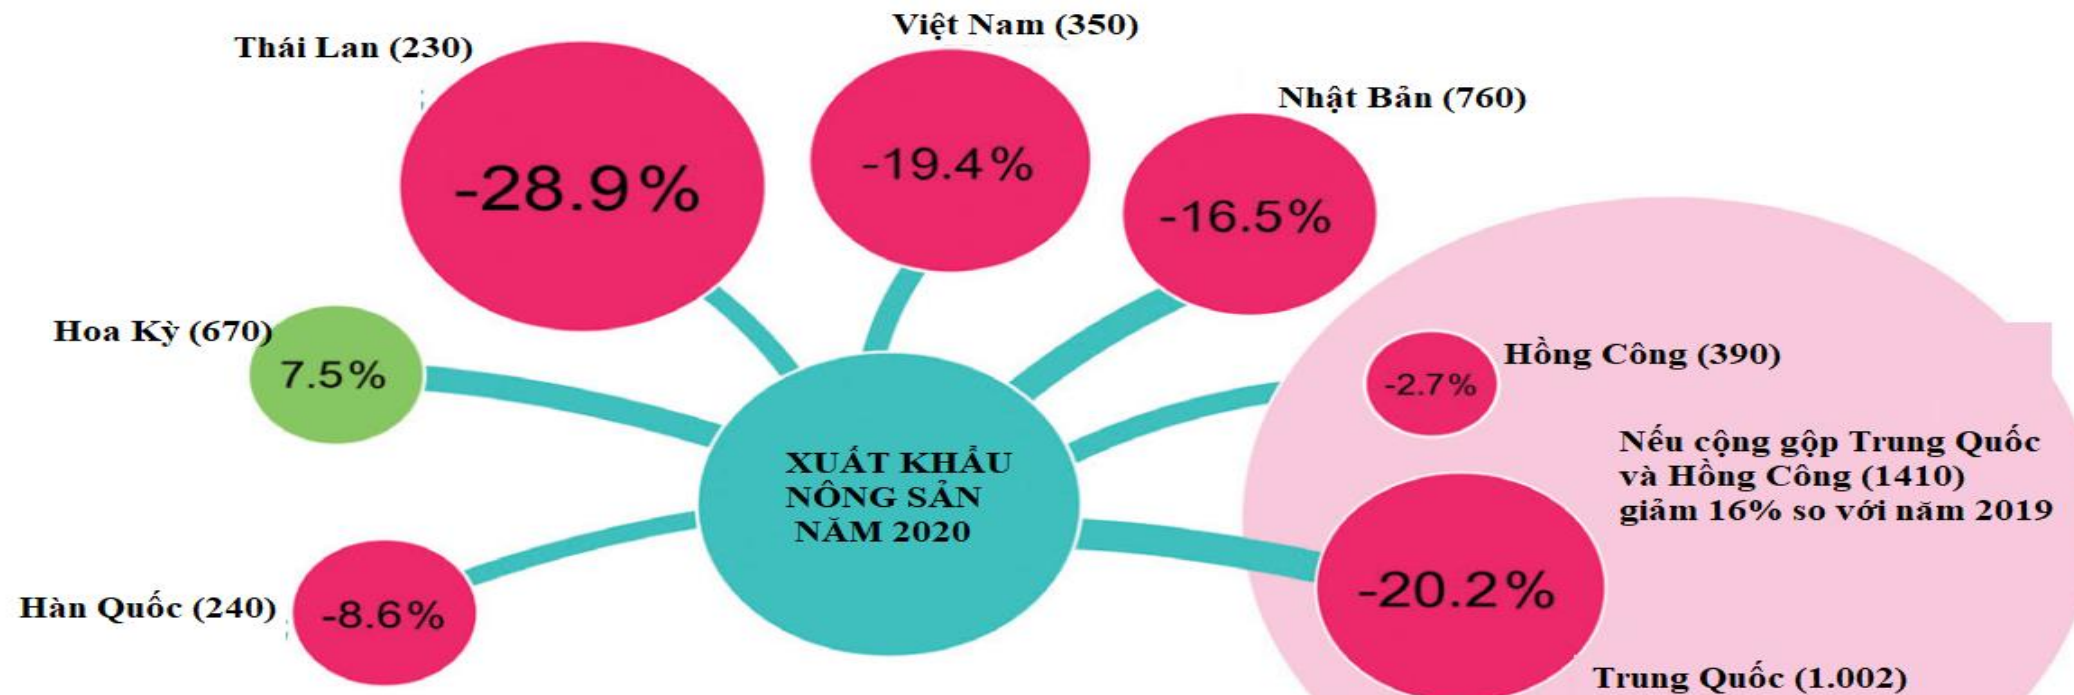 Việt Nam (350)
Thái Lan (230)
Nhật Bản (760)
-28.9%
-19.4%
-16.5%
Hoa Kỳ (670)
7.5%
Hồng Công (390)
-2.7%
Nếu cộng gộp Trung Quốc
và Hồng Công (1410)
giảm 16% so với năm 2019
XUẤT KHẨU
NÔNG SẢN
NĂM 2020
Hàn Quốc (240)
-8.6%
-20.2%
Trung Quốc (1.002)